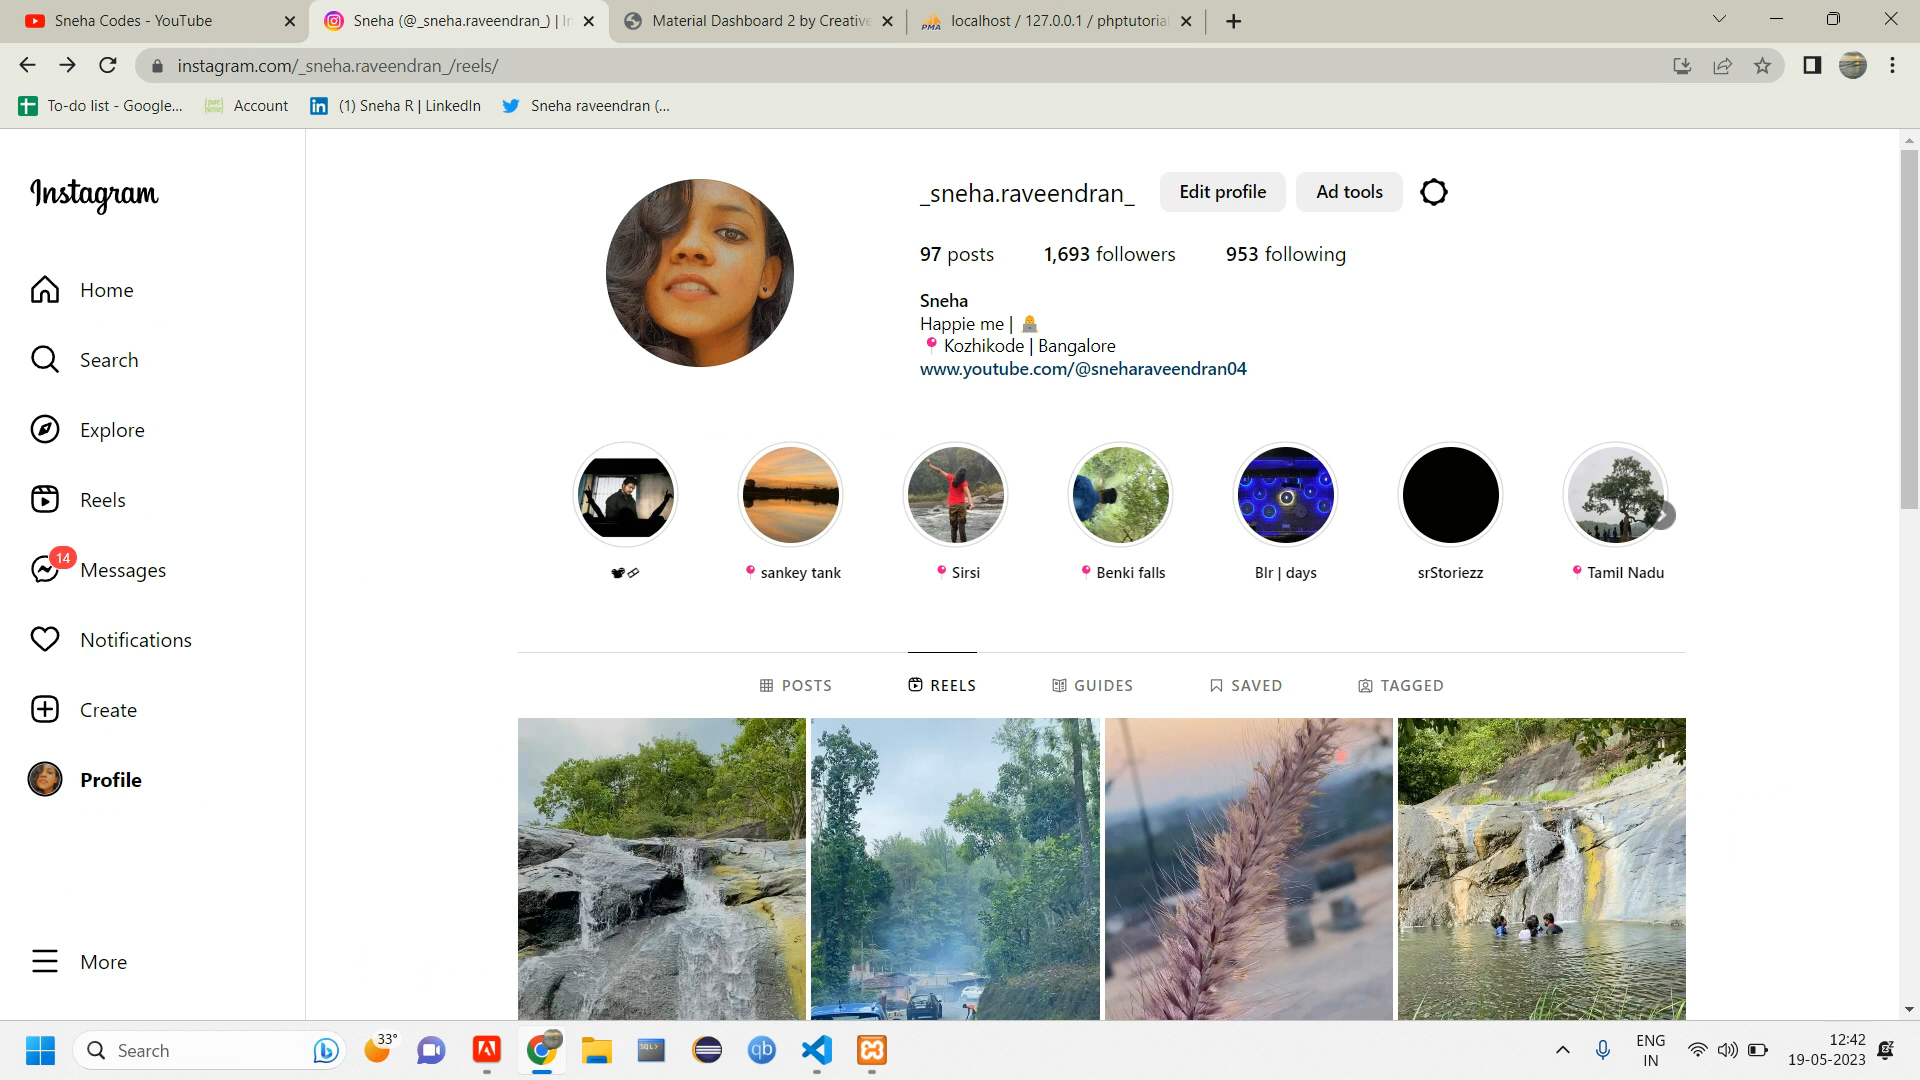 Sneha Codes - YouTube
Sneha (@_sneha.raveendran_) | In
Material Dashboard 2 by Creative
localhost / 127.0.0.1 / phptutorial
instagram.com/_sneha.raveendran_/reels/
To-do list - Google...
Account
(1) Sneha R | LinkedIn
Sneha raveendran (...
Instagram
_sneha.raveendran_
Edit profile
Ad tools
97 posts
1,693 followers
953 following
Sneha
Happie me |
Kozhikode | Bangalore
www.youtube.com/@sneharaveendran04
Home
Search
Explore
Reels
14
Messages
Notifications
Create
Profile
More
sankey tank
Sirsi
Benki falls
Blr | days
srStoriezz
Tamil Nadu
POSTS
REELS
GUIDES
SAVED
TAGGED
Search
33°
SQL>
qb
ENG
IN
12:42
19-05-2023